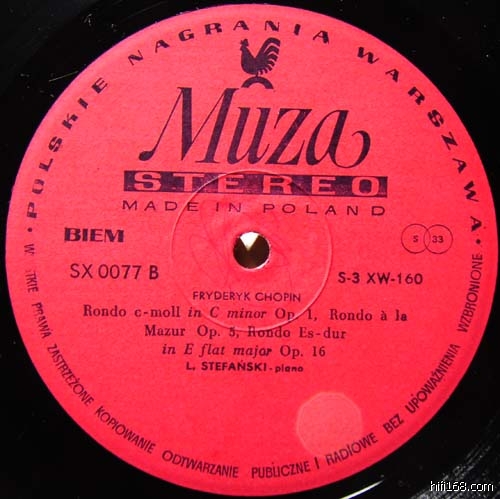 • POLSKIE NAGRANIA WARSZAWA •
Muza
STEREO
MADE IN POLAND
BIEM
S 33
SX 0077 B
S-3 XW-160
FRYDERYK CHOPIN
Rondo c-moll in C minor Op. 1, Rondo à la
Mazur Op. 5, Rondo Es-dur
in E flat major Op. 16
L. STEFAŃSKI - piano
PRAWA ZASTRZEŻONE KOPIOWANIE ODTWARZANIE PUBLICZNE I RADIOWE BEZ UPOWAŻNIENIA WZBRONIONE
hifi168.com